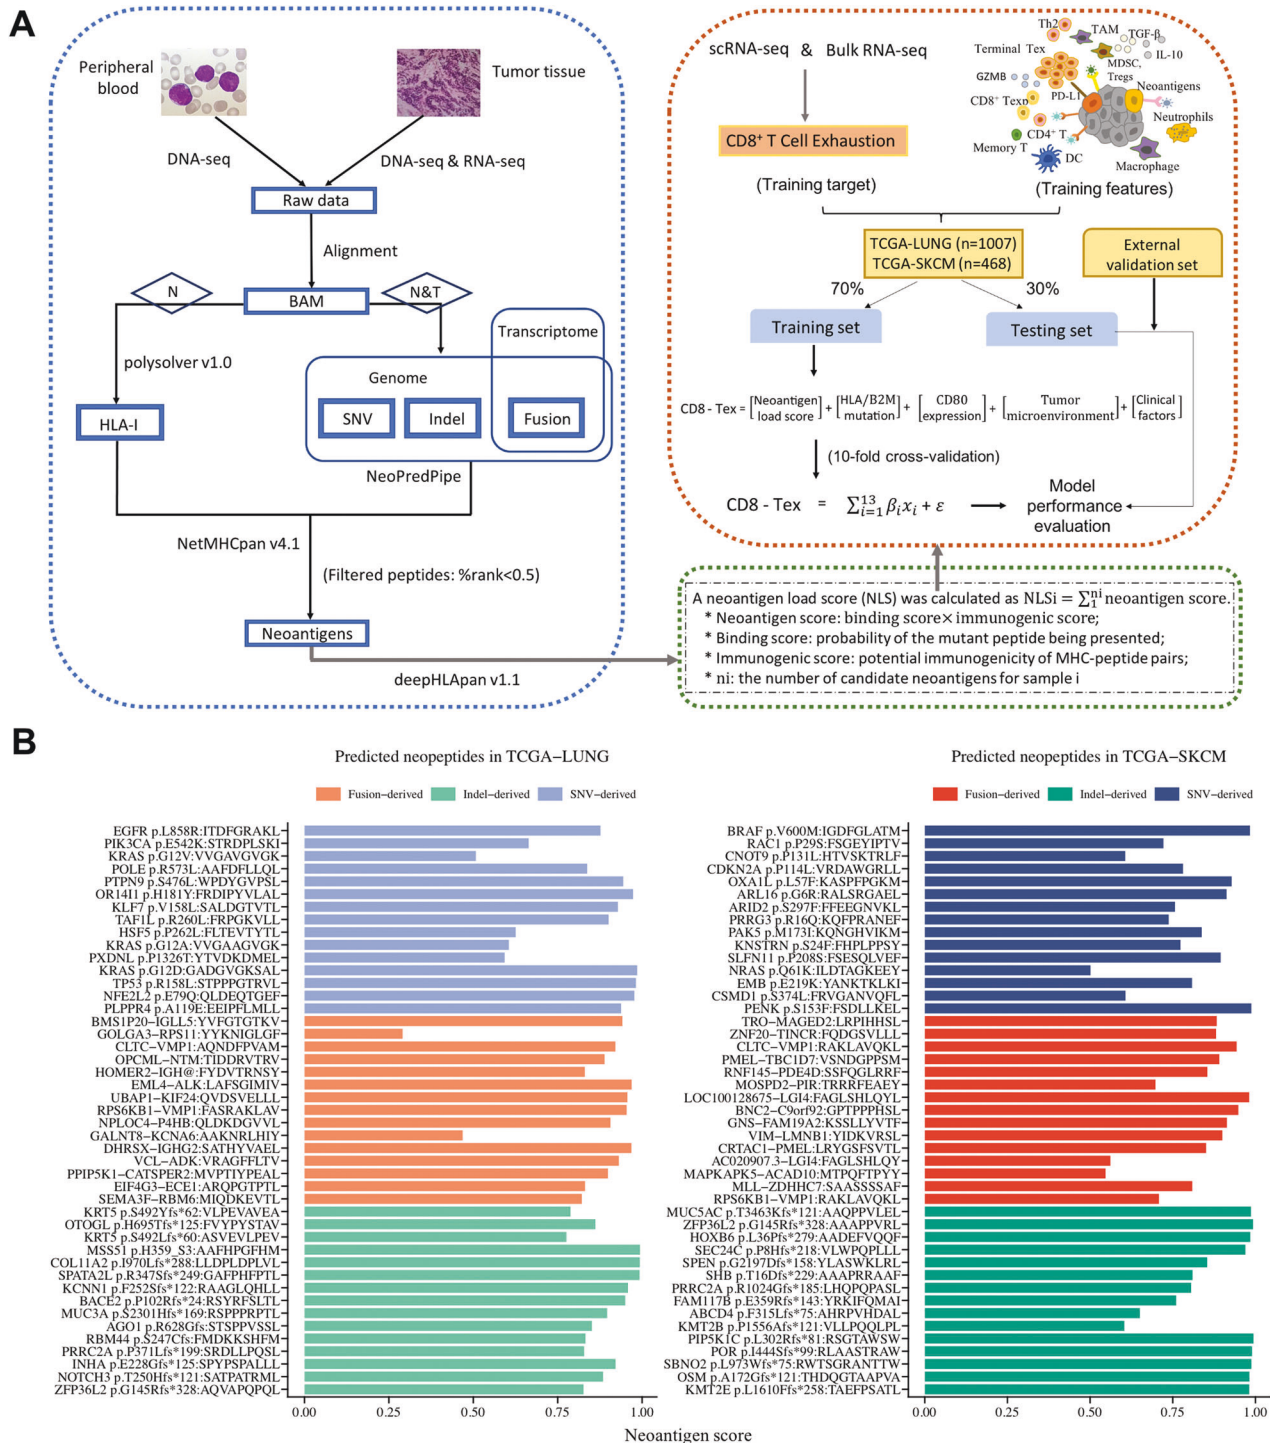 A
Peripheral
blood
Tumor tissue
DNA-seq
DNA-seq & RNA-seq
Raw data
Alignment
N
BAM
N&T
Transcriptome
polysolver v1.0
Genome
HLA-I
SNV
Indel
Fusion
NeoPredPipe
NetMHCpan v4.1
(Filtered peptides: %rank<0.5)
Neoantigens
deepHLApan v1.1
scRNA-seq & Bulk RNA-seq
CD8⁺ T Cell Exhaustion
(Training target)
Th2
TAM
TGF-β
IL-10
Terminal Tex
MDSC,
Tregs
GZMB
PD-L1
Neoantigens
CD8⁺ Texp
Neutrophils
CD4⁺ T
Memory T
DC
Macrophage
(Training features)
TCGA-LUNG (n=1007)
TCGA-SKCM (n=468)
External
validation set
70%
30%
Training set
Testing set
CD8 - Tex = [Neoantigen load score] + [HLA/B2M mutation] + [CD80 expression] + [Tumor microenvironment] + [Clinical factors]
(10-fold cross-validation)
CD8 - Tex = ∑¹³ᵢ₌₁ βᵢxᵢ + ε
Model
performance
evaluation
A neoantigen load score (NLS) was calculated as NLSi = ∑₁ⁿⁱ neoantigen score.
* Neoantigen score: binding score× immunogenic score;
* Binding score: probability of the mutant peptide being presented;
* Immunogenic score: potential immunogenicity of MHC-peptide pairs;
* ni: the number of candidate neoantigens for sample i
B
Predicted neopeptides in TCGA−LUNG
Fusion−derived Indel−derived SNV−derived
EGFR p.L858R:ITDFGRAKL
PIK3CA p.E542K:STRDPLSKI
KRAS p.G12V:VVGAVGVGK
POLE p.R573L:AAFDFLLQL
PTPN9 p.S476L:WPDYGVPSL
OR14I1 p.H181Y:FRDIPYVLAL
KLF7 p.V158L:SALDGTVTL
TAF1L p.R260L:FRPGKVLL
HSF5 p.P262L:FLTEVTYTL
KRAS p.G12A:VVGAAGVGK
PXDNL p.P1326T:YTVDKDMEL
KRAS p.G12D:GADGVGKSAL
TP53 p.R158L:STPPPGTRVL
NFE2L2 p.E79Q:QLDEQTGEF
PLPPR4 p.A119E:EEIPFLMLL
BMS1P20−IGLL5:YVFGTGTKV
GOLGA3−RPS11:YYKNIGLGF
CLTC−VMP1:AQNDFPVAM
OPCML−NTM:TIDDRVTRV
HOMER2−IGH@:FYDVTRNSY
EML4−ALK:LAFSGIMIV
UBAP1−KIF24:QVDSVELLL
RPS6KB1−VMP1:FASRAKLAV
NPLOC4−P4HB:QLDKDGVVL
GALNT8−KCNA6:AAKNRLHIY
DHRSX−IGHG2:SATHYVAEL
VCL−ADK:VRAGFFLTV
PPIP5K1−CATSPER2:MVPTIYPEAL
EIF4G3−ECE1:ARQPGTPTL
SEMA3F−RBM6:MIQDKEVTL
KRT5 p.S492Yfs*62:VLPEVAVEA
OTOGL p.H695Tfs*125:FVYPYSTAV
KRT5 p.S492Lfs*60:ASVEVLPEV
MSS51 p.H359_S3:AAFHPGFHM
COL11A2 p.I970Lfs*288:LLDPLDPLVL
SPATA2L p.R347Sfs*249:GAFPHFPTL
KCNN1 p.F252Sfs*122:RAAGLQHLL
BACE2 p.P102Rfs*24:RSYRFSLTL
MUC3A p.S2301Hfs*169:RSPPPRPTL
AGO1 p.R628Gfs:STSPPVSSL
RBM44 p.S247Cfs:FMDKKSHFM
PRRC2A p.P371Lfs*199:SRDLLPQSL
INHA p.E228Gfs*125:SPYPSPALLL
NOTCH3 p.T250Hfs*121:SATPATRML
ZFP36L2 p.G145Rfs*328:AQVAPQPQL
0.00 0.25 0.50 0.75 1.00
Predicted neopeptides in TCGA−SKCM
Fusion−derived Indel−derived SNV−derived
BRAF p.V600M:IGDFGLATM
RAC1 p.P29S:FSGEYIPTV
CNOT9 p.P131L:HTVSKTRLF
CDKN2A p.P114L:VRDAWGRLL
OXA1L p.L57F:KASPFPGKM
ARL16 p.G6R:RALSRGAEL
ARID2 p.S297F:FFEEGNVKL
PRRG3 p.R16Q:KQFPRANEF
PAK5 p.M173I:KQNGHVIKM
KNSTRN p.S24F:FHPLPPSY
SLFN11 p.P208S:FSESQLVEF
NRAS p.Q61K:ILDTAGKEEY
EMB p.E219K:YANKTKLKI
CSMD1 p.S374L:FRVGANVQFL
PENK p.S153F:FSDLLKEL
TRO−MAGED2:LRPIHHSL
ZNF20−TINCR:FQDGSVLLL
CLTC−VMP1:RAKLAVQKL
PMEL−TBC1D7:VSNDGPPSM
RNF145−PDE4D:SSFQGLRRF
MOSPD2−PIR:TRRRFEAEY
LOC100128675−LGI4:FAGLSHLQYL
BNC2−C9orf92:GPTPPPHSL
GNS−FAM19A2:KSSLLYVTF
VIM−LMNB1:YIDKVRSL
CRTAC1−PMEL:LRYGSFSVTL
AC020907.3−LGI4:FAGLSHLQY
MAPKAPK5−ACAD10:MTPQFTPYY
MLL−ZDHHC7:SAASSSSAF
RPS6KB1−VMP1:RAKLAVQKL
MUC5AC p.T3463Kfs*121:AAQPPVLEL
ZFP36L2 p.G145Rfs*328:AAAPPVRL
HOXB6 p.L36Pfs*279:AADEFVQQF
SEC24C p.P8Hfs*218:VLWPQPLLL
SPEN p.G2197Dfs*158:YLASWKLRL
SHB p.T16Dfs*229:AAAPRRAAF
PRRC2A p.R1024Gfs*185:LHQPQPASL
FAM117B p.E359Rfs*143:YRKIFQMAI
ABCD4 p.F315Lfs*75:AHRPVHDAL
KMT2B p.P1556Afs*121:VLLPQQLPL
PIP5K1C p.L302Rfs*81:RSGTAWSW
POR p.I444Sfs*99:RLAASTRAW
SBNO2 p.L973Wfs*75:RWTSGRANTTW
OSM p.A172Gfs*121:THDQGTAAPVA
KMT2E p.L1610Ffs*258:TAEFPSATL
0.00 0.25 0.50 0.75 1.00
Neoantigen score